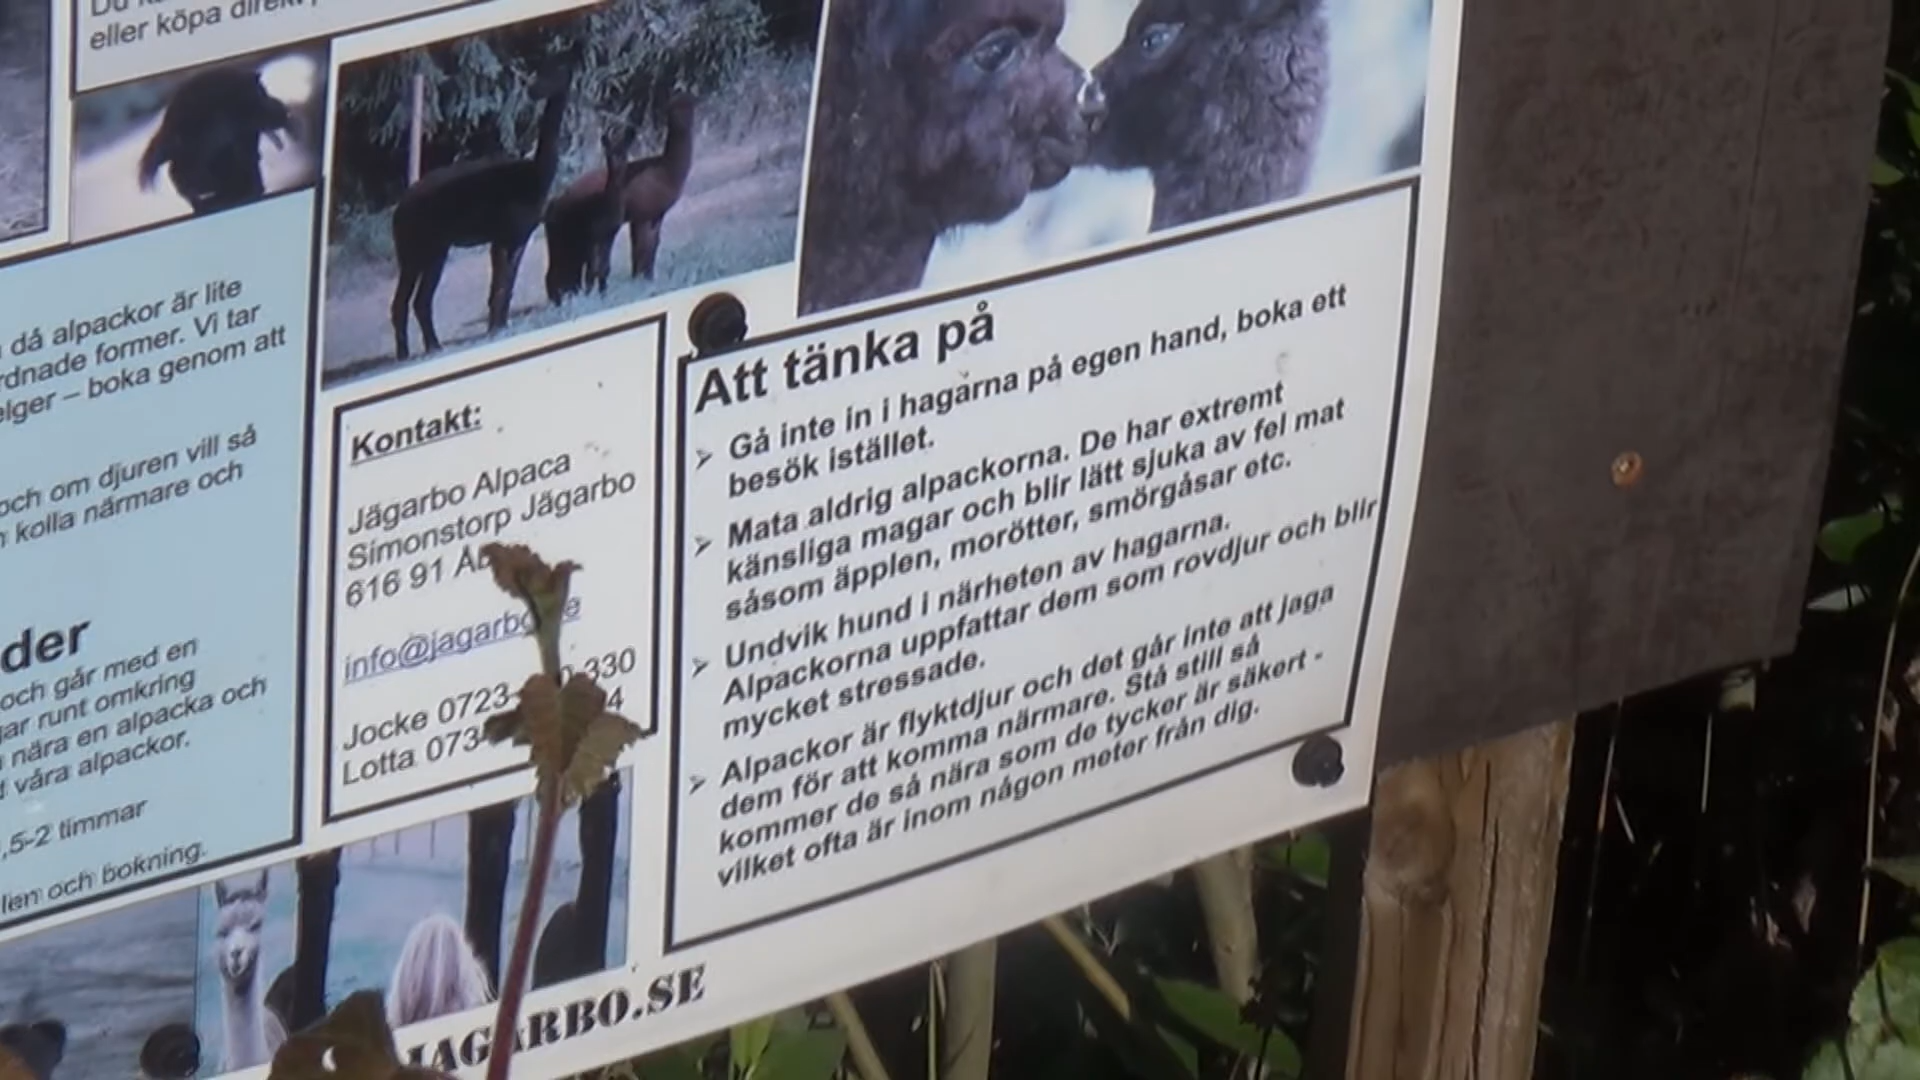 eller köpa direkt
då alpackor är lite
rdnade former. Vi tar
elger – boka genom att
och om djuren vill så
kolla närmare och
der
och går med en
gar runt omkring
nära en alpacka och
våra alpackor.
,5-2 timmar
och bokning.
Kontakt:
Jägarbo Alpaca
Simonstorp Jägarbo
616 91
info@jagarbo
Jocke 0723- 330
Lotta 073 4
Att tänka på
➢ Gå inte in i hagarna på egen hand, boka ett
besök istället.
➢ Mata aldrig alpackorna. De har extremt
känsliga magar och blir lätt sjuka av fel mat
såsom äpplen, morötter, smörgåsar etc.
➢ Undvik hund i närheten av hagarna.
Alpackorna uppfattar dem som rovdjur och blir
mycket stressade.
➢ Alpackor är flyktdjur och det går inte att jaga
dem för att komma närmare. Stå still så
kommer de så nära som de tycker är säkert -
vilket ofta är inom någon meter från dig.
JAGARBO.SE